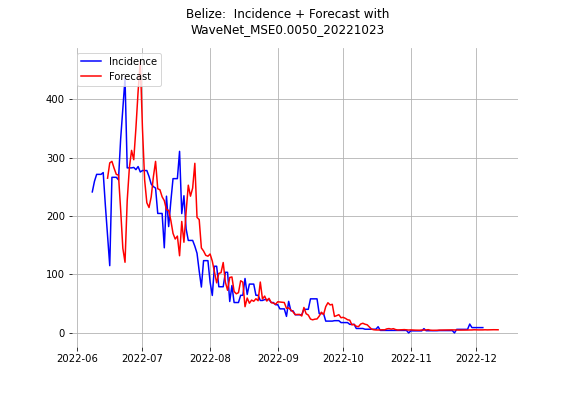 Belize:  Incidence + Forecast with
WaveNet_MSE0.0050_20221023
Incidence
Forecast
400
300
200
100
0
2022-06 2022-07 2022-08 2022-09 2022-10 2022-11 2022-12